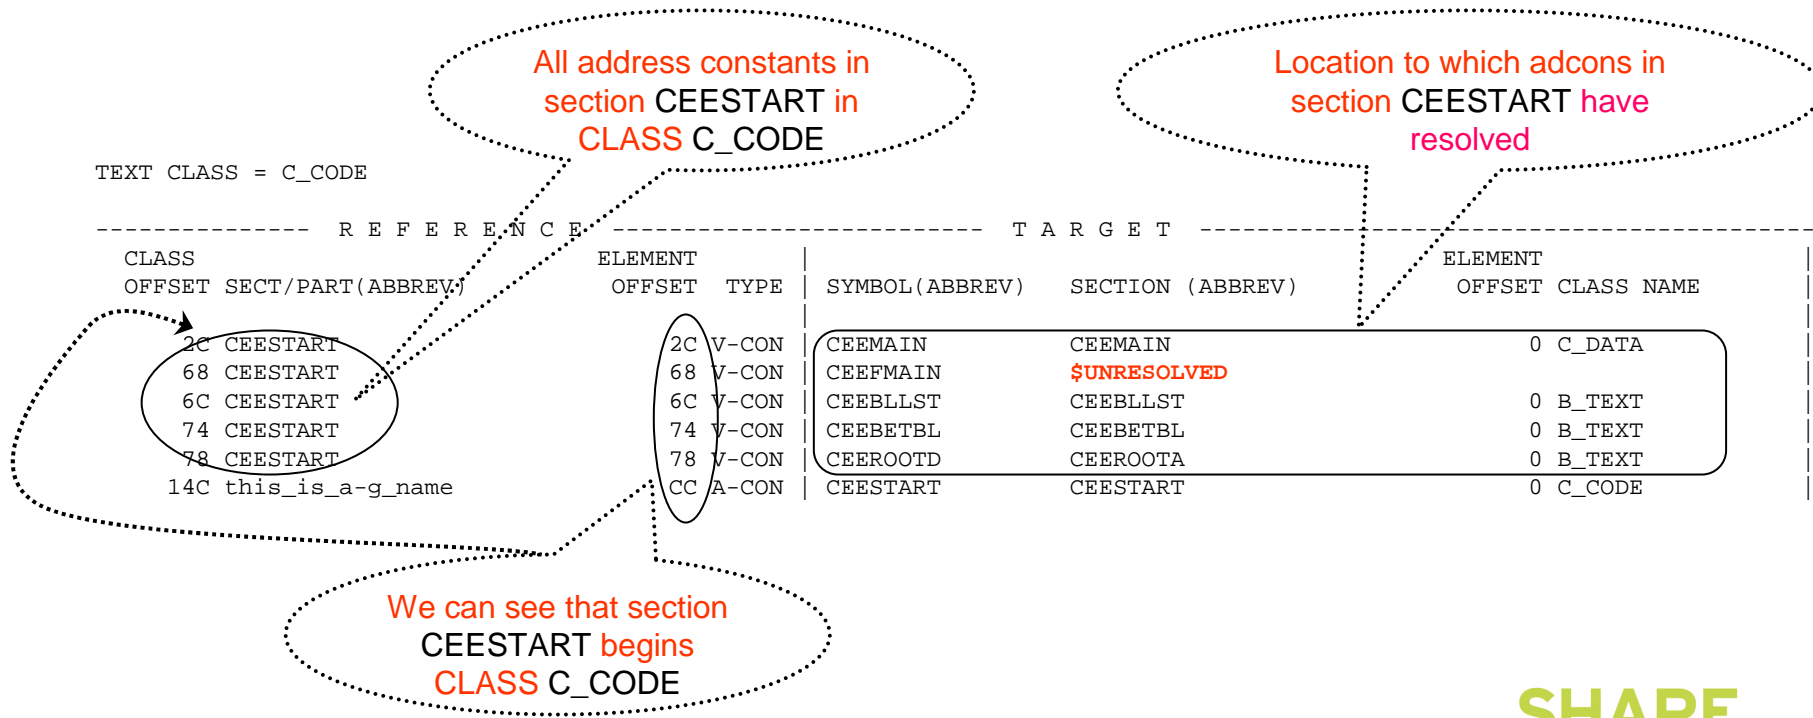 All address constants in
section CEESTART in
CLASS C_CODE
Location to which adcons in
section CEESTART have
resolved
TEXT CLASS = C_CODE
--------------- R E F E R E N C E -------------------------- T A R G E T -------------------------------------------
CLASS ELEMENT | ELEMENT |
OFFSET SECT/PART(ABBREV) OFFSET TYPE | SYMBOL(ABBREV) SECTION (ABBREV) OFFSET CLASS NAME |
| |
2C CEESTART 2C V-CON | CEEMAIN CEEMAIN 0 C_DATA |
68 CEESTART 68 V-CON | CEEFMAIN $UNRESOLVED |
6C CEESTART 6C V-CON | CEEBLLST CEEBLLST 0 B_TEXT |
74 CEESTART 74 V-CON | CEEBETBL CEEBETBL 0 B_TEXT |
78 CEESTART 78 V-CON | CEEROOTD CEEROOTA 0 B_TEXT |
14C this_is_a-g_name CC A-CON | CEESTART CEESTART 0 C_CODE |
We can see that section
CEESTART begins
CLASS C_CODE
SHARE